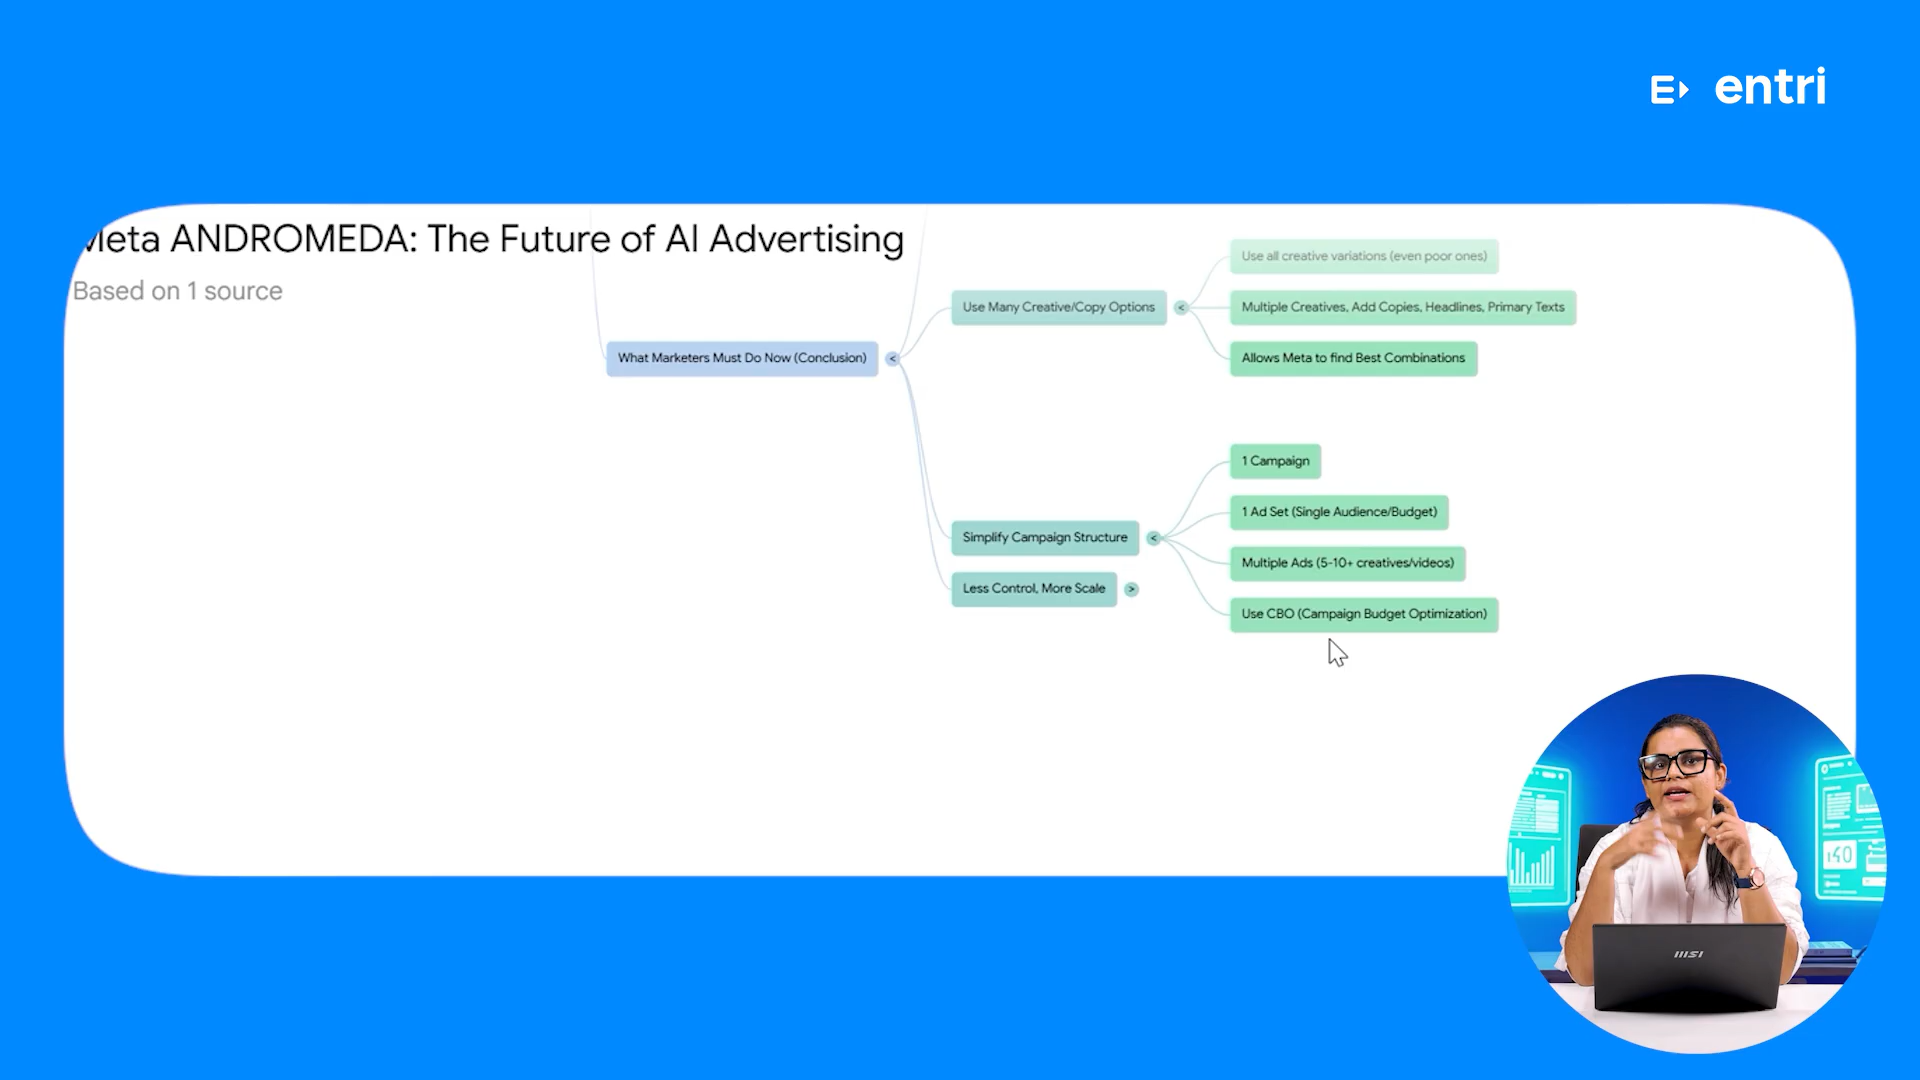 entri
Meta ANDROMEDA: The Future of AI Advertising
Based on 1 source
What Marketers Must Do Now (Conclusion)
<
Use Many Creative/Copy Options
<
Use all creative variations (even poor ones)
Multiple Creatives, Add Copies, Headlines, Primary Texts
Allows Meta to find Best Combinations
Simplify Campaign Structure
<
1 Campaign
1 Ad Set (Single Audience/Budget)
Multiple Ads (5-10+ creatives/videos)
Use CBO (Campaign Budget Optimization)
Less Control, More Scale
>
140
msi